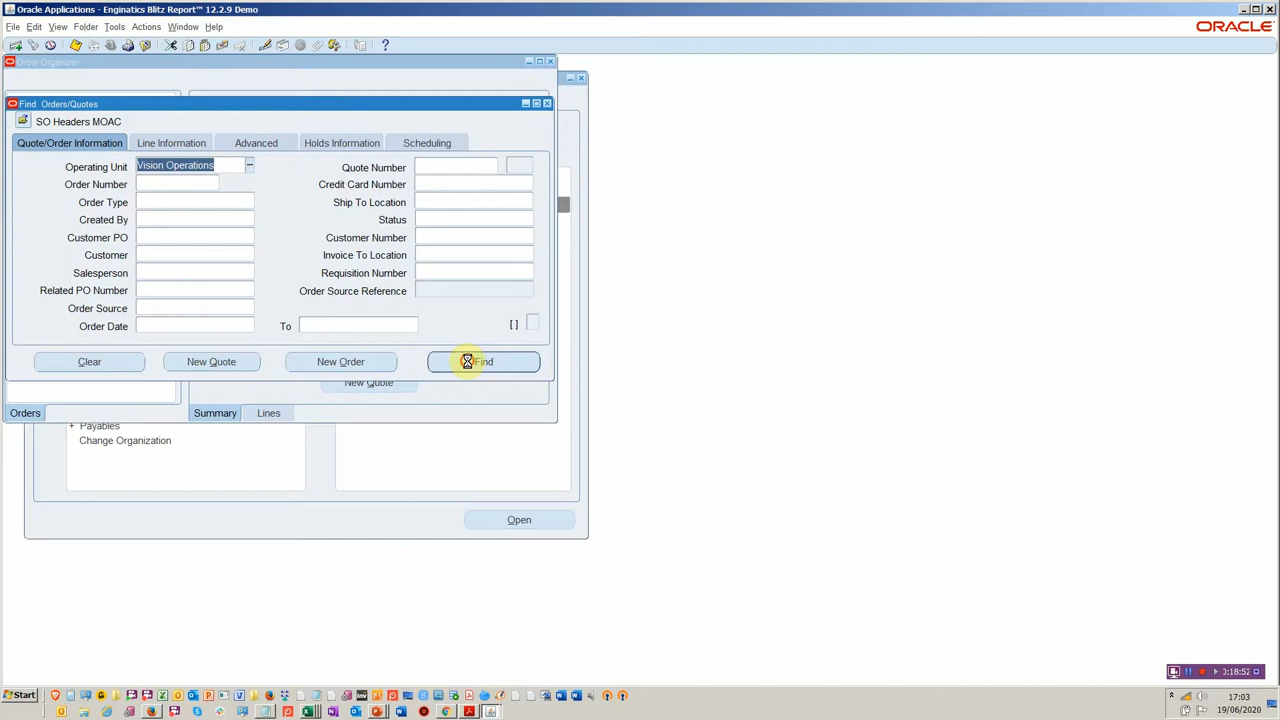 Oracle Applications - Enginatics Blitz Report™ 12.2.9 Demo
File Edit View Folder Tools Actions Window Help
ORACLE
Order Organizer
Find Orders/Quotes
SO Headers MOAC
Quote/Order Information Line Information Advanced Holds Information Scheduling
Operating Unit Vision Operations Quote Number
Order Number Credit Card Number
Order Type Ship To Location
Created By Status
Customer PO Customer Number
Customer Invoice To Location
Salesperson Requisition Number
Related PO Number Order Source Reference
Order Source
Order Date To [ ]
Clear New Quote New Order Find
New Quote
Orders Summary Lines
+ Payables
Change Organization
Open
0:18:52
Start 17:03
19/06/2020